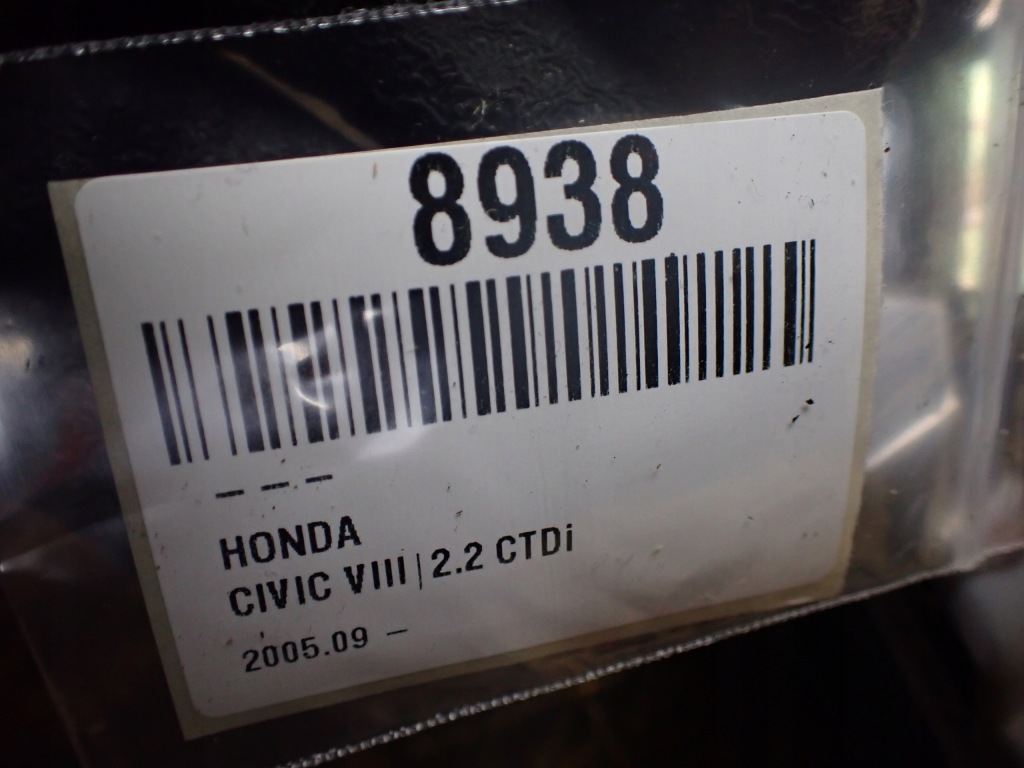 8938
– – –
HONDA
CIVIC VIII | 2.2 CTDi
2005.09 –